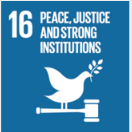 16 PEACE, JUSTICE
AND STRONG
INSTITUTIONS